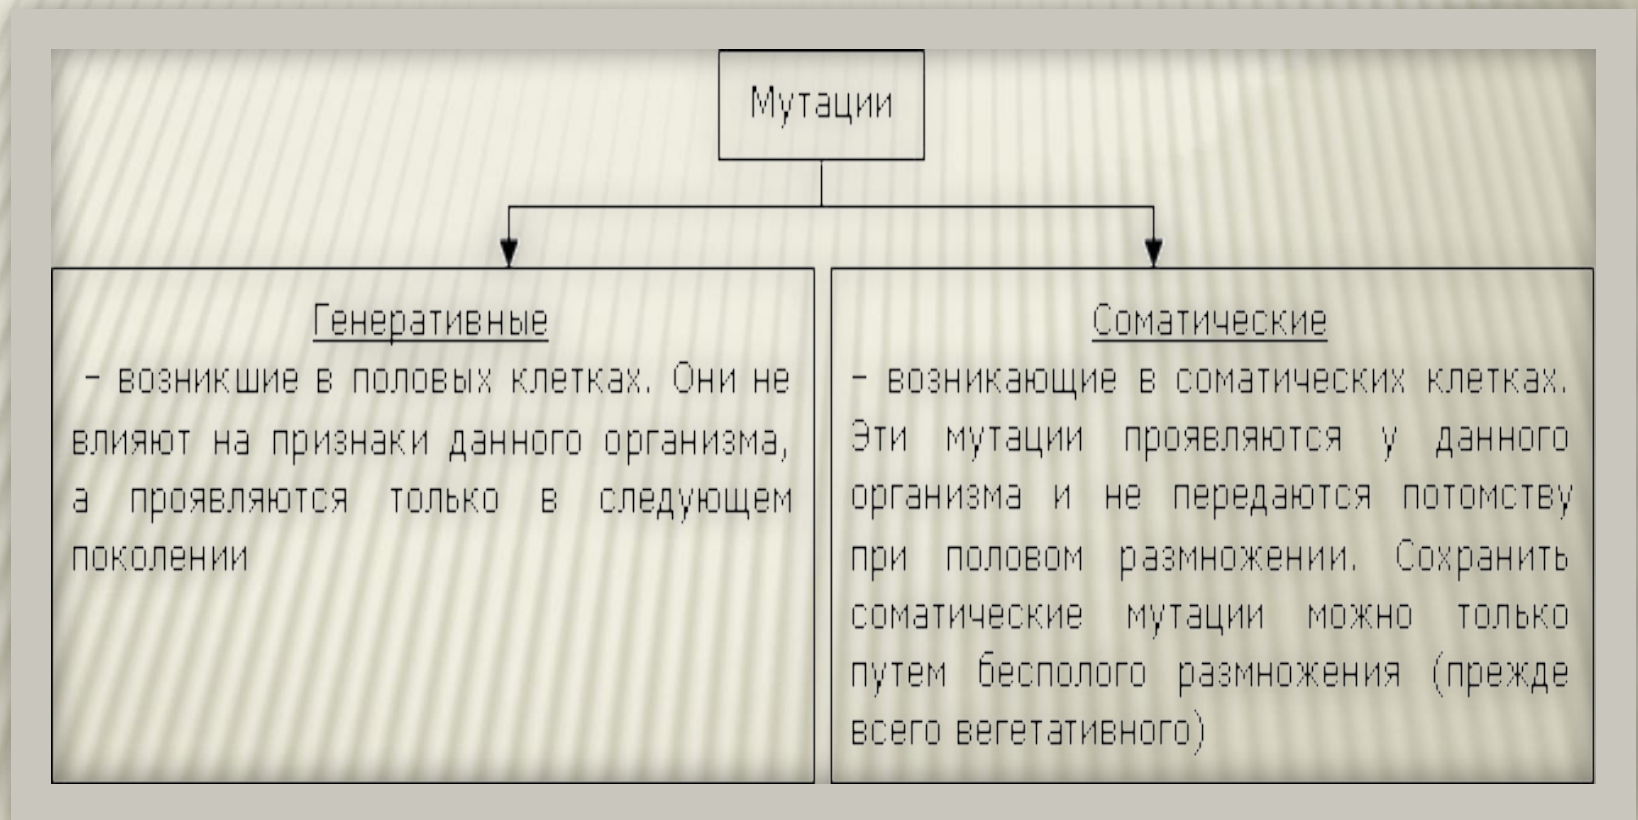 Мутации
Генеративные
– возникшие в половых клетках. Они не
влияют на признаки данного организма,
а проявляются только в следующем
поколении
Соматические
– возникающие в соматических клетках.
Эти мутации проявляются у данного
организма и не передаются потомству
при половом размножении. Сохранить
соматические мутации можно только
путем бесполого размножения (прежде
всего вегетативного)